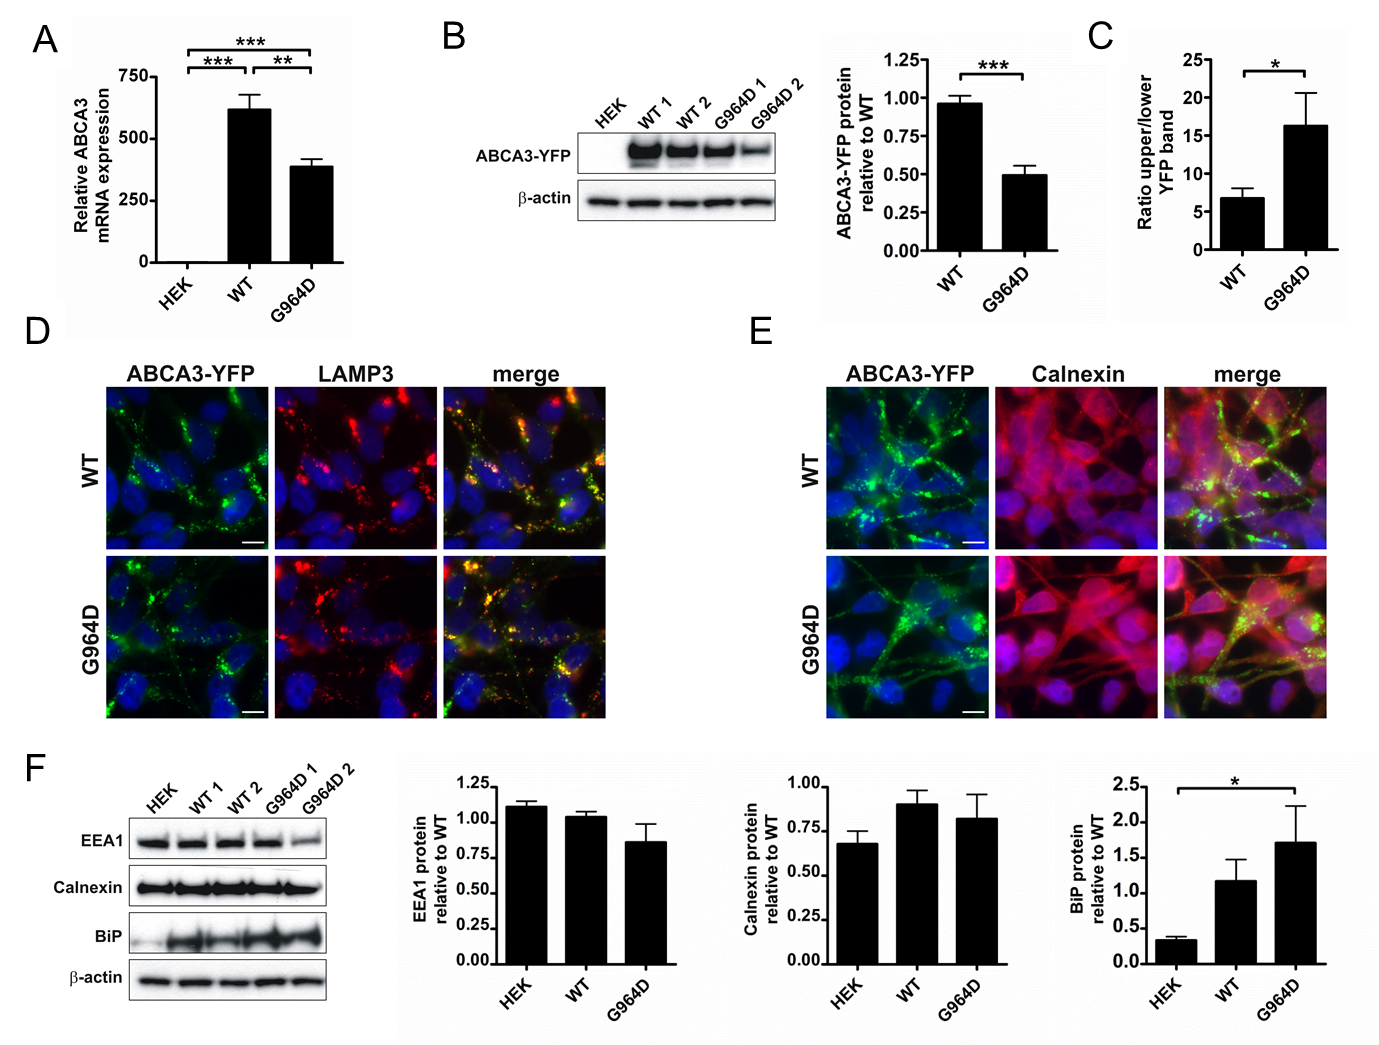 A
Relative ABCA3
mRNA expression
750
500
250
0
***
***
**
HEK
WT
G964D
B
HEK
WT 1
WT 2
G964D 1
G964D 2
ABCA3-YFP
β-actin
ABCA3-YFP protein
relative to WT
1.25
1.00
0.75
0.50
0.25
0.00
***
WT
G964D
C
Ratio upper/lower
YFP band
25
20
15
10
5
0
*
WT
G964D
D
ABCA3-YFP
LAMP3
merge
WT
G964D
E
ABCA3-YFP
Calnexin
merge
WT
G964D
F
HEK
WT 1
WT 2
G964D 1
G964D 2
EEA1
Calnexin
BiP
β-actin
EEA1 protein
relative to WT
1.25
1.00
0.75
0.50
0.25
0.00
HEK
WT
G964D
Calnexin protein
relative to WT
1.00
0.75
0.50
0.25
0.00
HEK
WT
G964D
BiP protein
relative to WT
2.5
2.0
1.5
1.0
0.5
0.0
*
HEK
WT
G964D